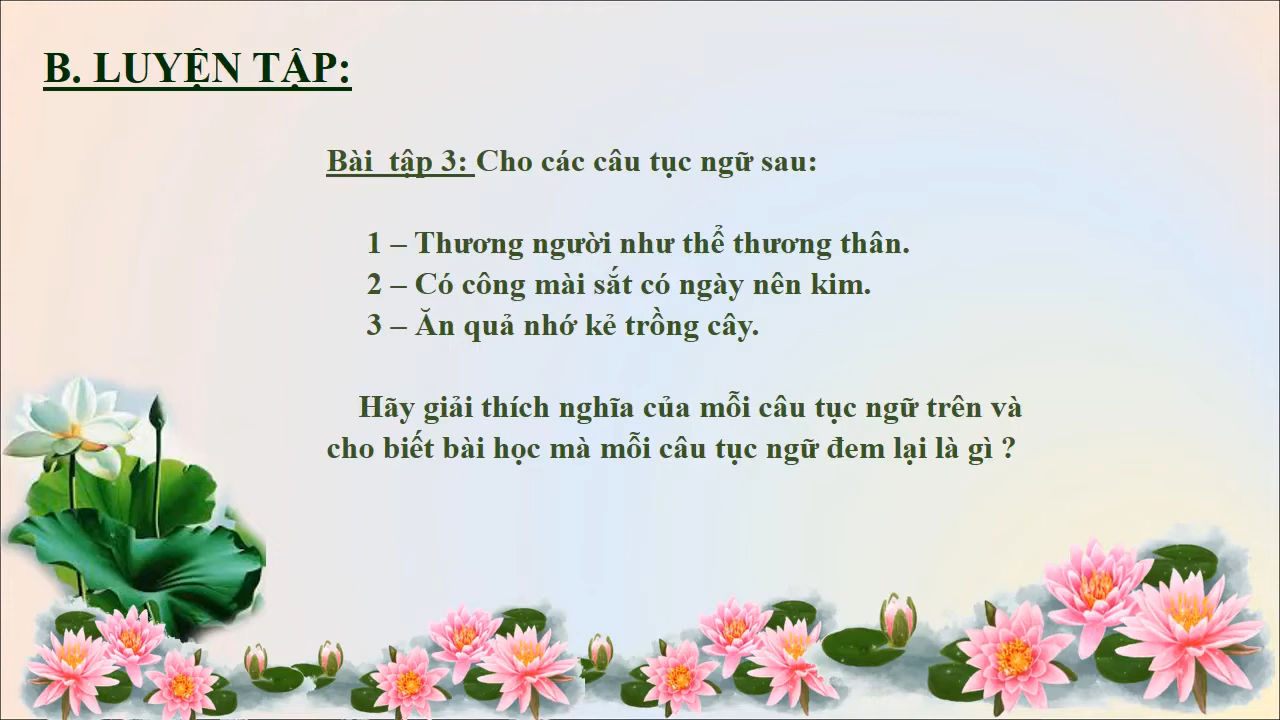 B. LUYỆN TẬP:
Bài tập 3: Cho các câu tục ngữ sau:
1 – Thương người như thể thương thân.
2 – Có công mài sắt có ngày nên kim.
3 – Ăn quả nhớ kẻ trồng cây.
Hãy giải thích nghĩa của mỗi câu tục ngữ trên và
cho biết bài học mà mỗi câu tục ngữ đem lại là gì ?